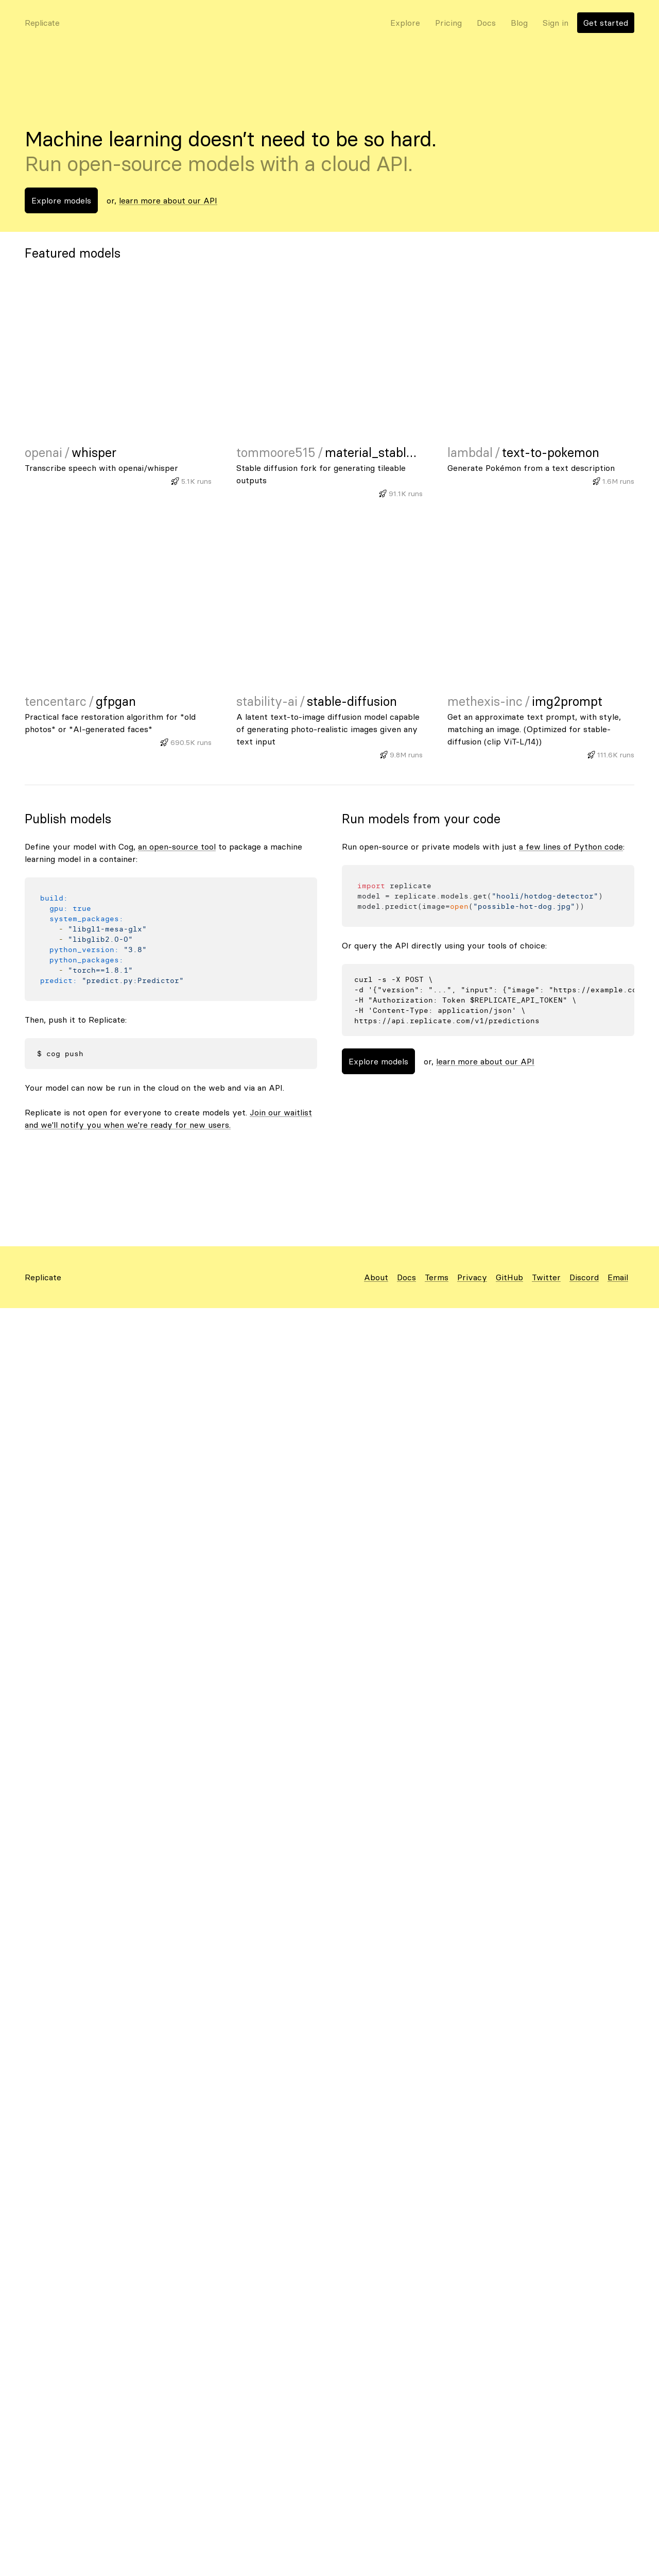 Replicate
Explore Pricing Docs Blog Sign in Get started
Machine learning doesn't need to be so hard.
Run open-source models with a cloud API.
Explore models or, learn more about our API
Featured models
openai / whisper
Transcribe speech with openai/whisper
5.1K runs
tommoore515 / material_stabl…
Stable diffusion fork for generating tileable
outputs
91.1K runs
lambdal / text-to-pokemon
Generate Pokémon from a text description
1.6M runs
tencentarc / gfpgan
Practical face restoration algorithm for *old
photos* or *AI-generated faces*
690.5K runs
stability-ai / stable-diffusion
A latent text-to-image diffusion model capable
of generating photo-realistic images given any
text input
9.8M runs
methexis-inc / img2prompt
Get an approximate text prompt, with style,
matching an image. (Optimized for stable-
diffusion (clip ViT-L/14))
111.6K runs
Publish models
Define your model with Cog, an open-source tool to package a machine
learning model in a container:
build:
  gpu: true
  system_packages:
    - "libgl1-mesa-glx"
    - "libglib2.0-0"
  python_version: "3.8"
  python_packages:
    - "torch==1.8.1"
predict: "predict.py:Predictor"
Then, push it to Replicate:
$ cog push
Your model can now be run in the cloud on the web and via an API.
Replicate is not open for everyone to create models yet. Join our waitlist
and we'll notify you when we're ready for new users.
Run models from your code
Run open-source or private models with just a few lines of Python code:
import replicate
model = replicate.models.get("hooli/hotdog-detector")
model.predict(image=open("possible-hot-dog.jpg"))
Or query the API directly using your tools of choice:
curl -s -X POST \
-d '{"version": "...", "input": {"image": "https://example.co
-H "Authorization: Token $REPLICATE_API_TOKEN" \
-H 'Content-Type: application/json' \
https://api.replicate.com/v1/predictions
Explore models or, learn more about our API
Replicate
About Docs Terms Privacy GitHub Twitter Discord Email